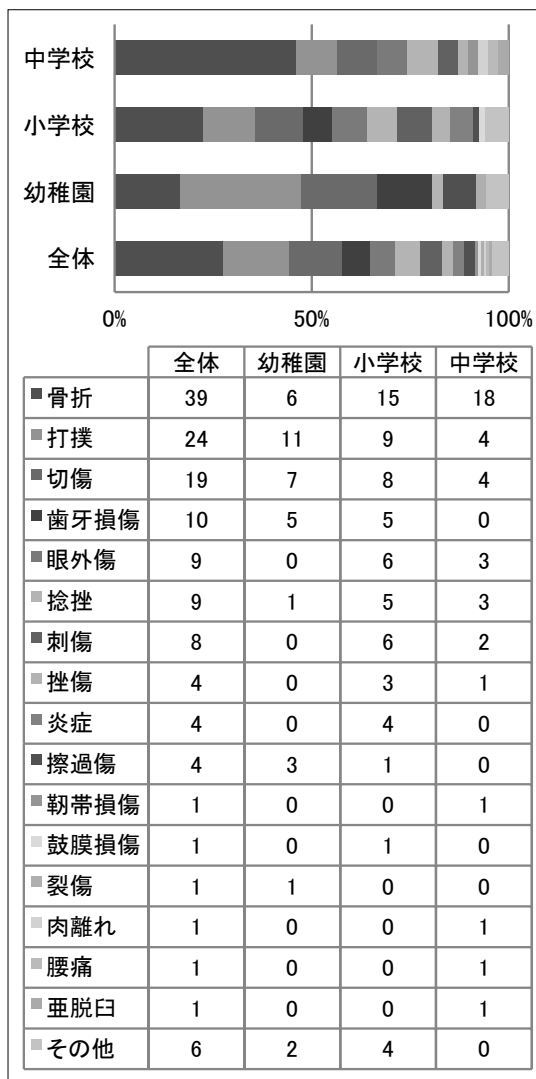 中学校
小学校
幼稚園
全体
0% 50% 100%
全体 幼稚園 小学校 中学校
骨折 39 6 15 18
打撲 24 11 9 4
切傷 19 7 8 4
歯牙損傷 10 5 5 0
眼外傷 9 0 6 3
捻挫 9 1 5 3
刺傷 8 0 6 2
挫傷 4 0 3 1
炎症 4 0 4 0
擦過傷 4 3 1 0
靭帯損傷 1 0 0 1
鼓膜損傷 1 0 1 0
裂傷 1 1 0 0
肉離れ 1 0 0 1
腰痛 1 0 0 1
亜脱臼 1 0 0 1
その他 6 2 4 0